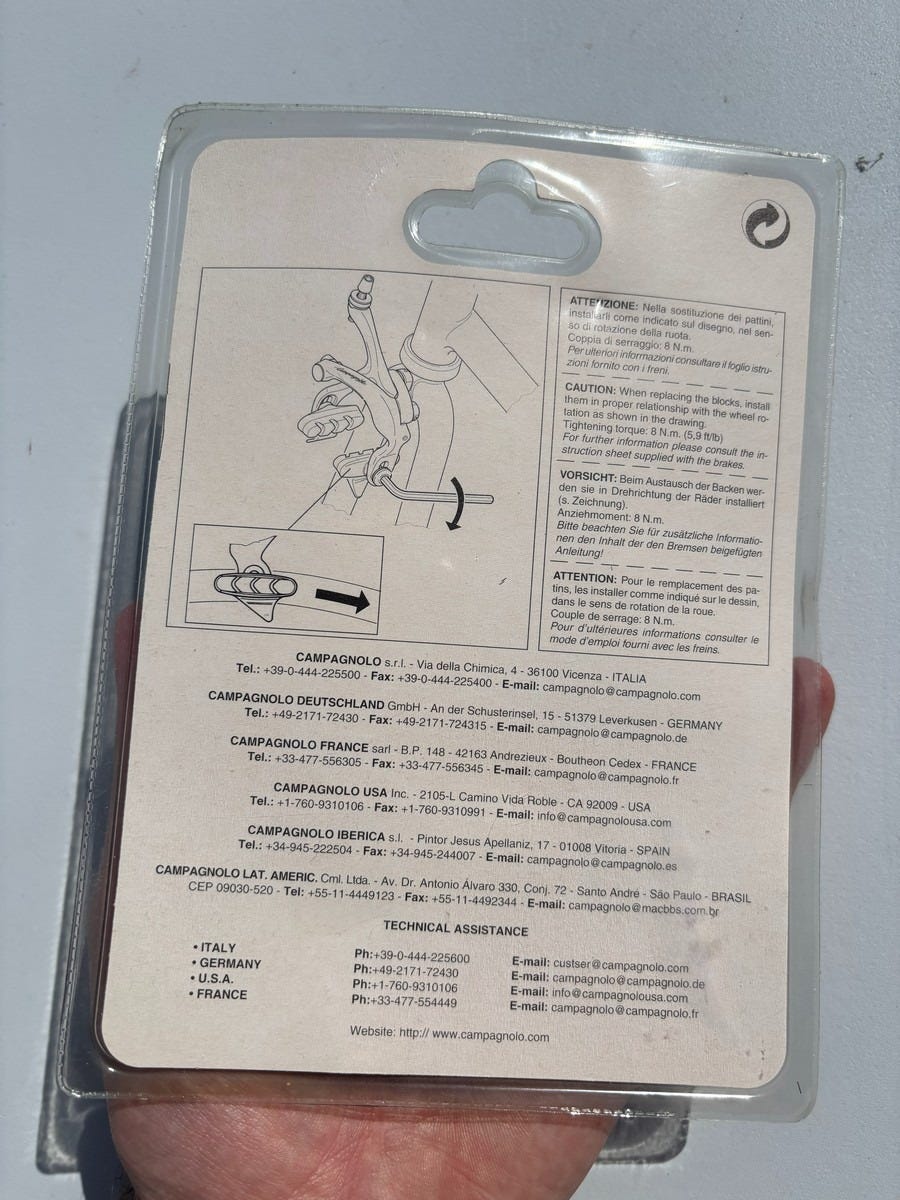 campagnolo
ATTENZIONE: Nella sostituzione dei pattini,
installarli come indicato sul disegno, nel sen-
so di rotazione della ruota.
Coppia di serraggio: 8 N.m.
Per ulteriori informazioni consultare il foglio istru-
zioni fornito con i freni.
CAUTION: When replacing the blocks, install
them in proper relationship with the wheel ro-
tation as shown in the drawing.
Tightening torque: 8 N.m. (5,9 ft/lb)
For further information please consult the in-
struction sheet supplied with the brakes.
VORSICHT: Beim Austausch der Backen wer-
den sie in Drehrichtung der Räder installiert
(s. Zeichnung).
Anziehmoment: 8 N.m.
Bitte beachten Sie für zusätzliche Informatio-
nen den Inhalt der den Bremsen beigefügten
Anleitung!
ATTENTION: Pour le remplacement des pa-
tins, les installer comme indiqué sur le dessin,
dans le sens de rotation de la roue.
Couple de serrage: 8 N.m.
Pour d'ultérieures informations consulter le
mode d'emploi fourni avec les freins.
CAMPAGNOLO s.r.l. - Via della Chimica, 4 - 36100 Vicenza - ITALIA
Tel.: +39-0-444-225500 - Fax: +39-0-444-225400 - E-mail: campagnolo@campagnolo.com
CAMPAGNOLO DEUTSCHLAND GmbH - An der Schusterinsel, 15 - 51379 Leverkusen - GERMANY
Tel.: +49-2171-72430 - Fax: +49-2171-724315 - E-mail: campagnolo@campagnolo.de
CAMPAGNOLO FRANCE sarl - B.P. 148 - 42163 Andrezieux - Boutheon Cedex - FRANCE
Tel.: +33-477-556305 - Fax: +33-477-556345 - E-mail: campagnolo@campagnolo.fr
CAMPAGNOLO USA Inc. - 2105-L Camino Vida Roble - CA 92009 - USA
Tel.: +1-760-9310106 - Fax: +1-760-9310991 - E-mail: info@campagnolousa.com
CAMPAGNOLO IBERICA s.l. - Pintor Jesus Apellaniz, 17 - 01008 Vitoria - SPAIN
Tel.: +34-945-222504 - Fax: +34-945-244007 - E-mail: campagnolo@campagnolo.es
CAMPAGNOLO LAT. AMERIC. Cml. Ltda. - Av. Dr. Antonio Álvaro 330, Conj. 72 - Santo André - São Paulo - BRASIL
CEP 09030-520 - Tel: +55-11-4449123 - Fax: +55-11-4492344 - E-mail: campagnolo@macbbs.com.br
TECHNICAL ASSISTANCE
• ITALY Ph:+39-0-444-225600 E-mail: custser@campagnolo.com
• GERMANY Ph:+49-2171-72430 E-mail: campagnolo@campagnolo.de
• U.S.A. Ph:+1-760-9310106 E-mail: info@campagnolousa.com
• FRANCE Ph:+33-477-554449 E-mail: campagnolo@campagnolo.fr
Website: http:// www.campagnolo.com